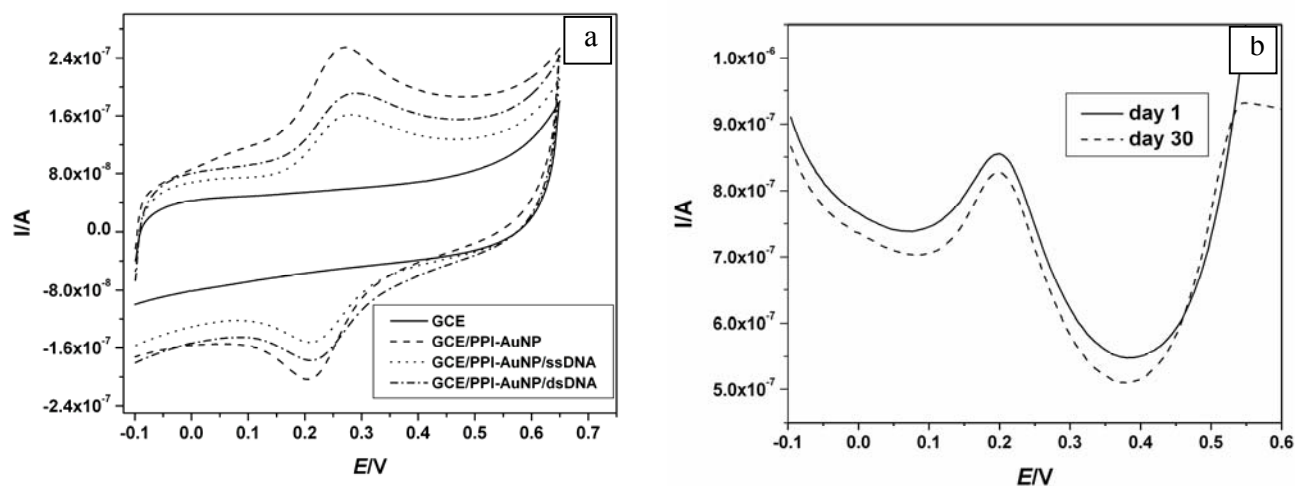 a
2.4x10-7
1.6x10-7
8.0x10-8
0.0
-8.0x10-8
-1.6x10-7
-2.4x10-7
I/A
GCE
GCE/PPI-AuNP
GCE/PPI-AuNP/ssDNA
GCE/PPI-AuNP/dsDNA
-0.1 0.0 0.1 0.2 0.3 0.4 0.5 0.6 0.7
E/V
b
1.0x10-6
9.0x10-7
8.0x10-7
7.0x10-7
6.0x10-7
5.0x10-7
I/A
day 1
day 30
-0.1 0.0 0.1 0.2 0.3 0.4 0.5 0.6
E/V